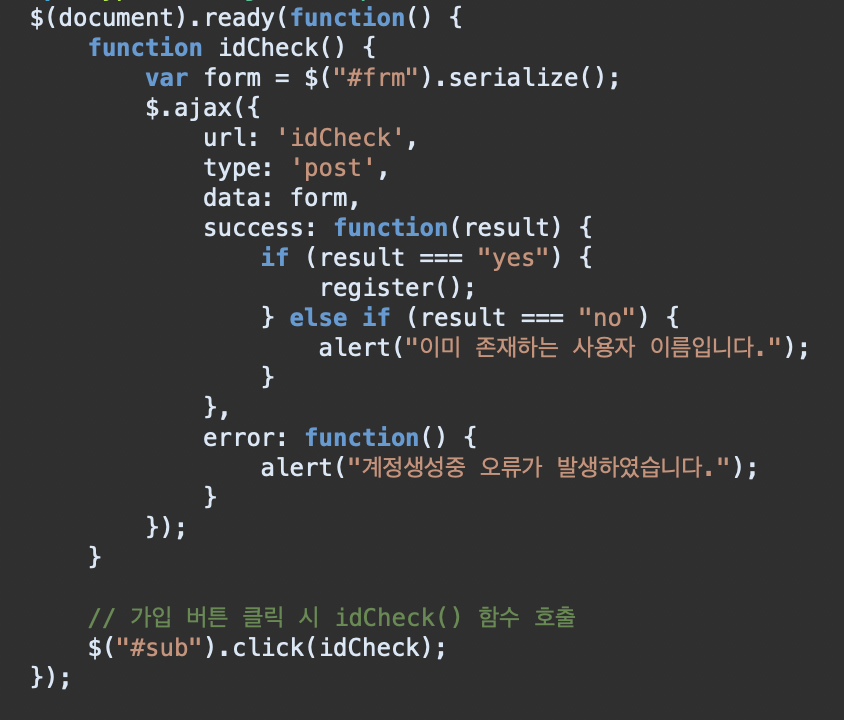 $(document).ready(function() {
    function idCheck() {
        var form = $("#frm").serialize();
        $.ajax({
            url: 'idCheck',
            type: 'post',
            data: form,
            success: function(result) {
                if (result === "yes") {
                    register();
                } else if (result === "no") {
                    alert("이미 존재하는 사용자 이름입니다.");
                }
            },
            error: function() {
                alert("계정생성중 오류가 발생하였습니다.");
            }
        });
    }

    // 가입 버튼 클릭 시 idCheck() 함수 호출
    $("#sub").click(idCheck);
});